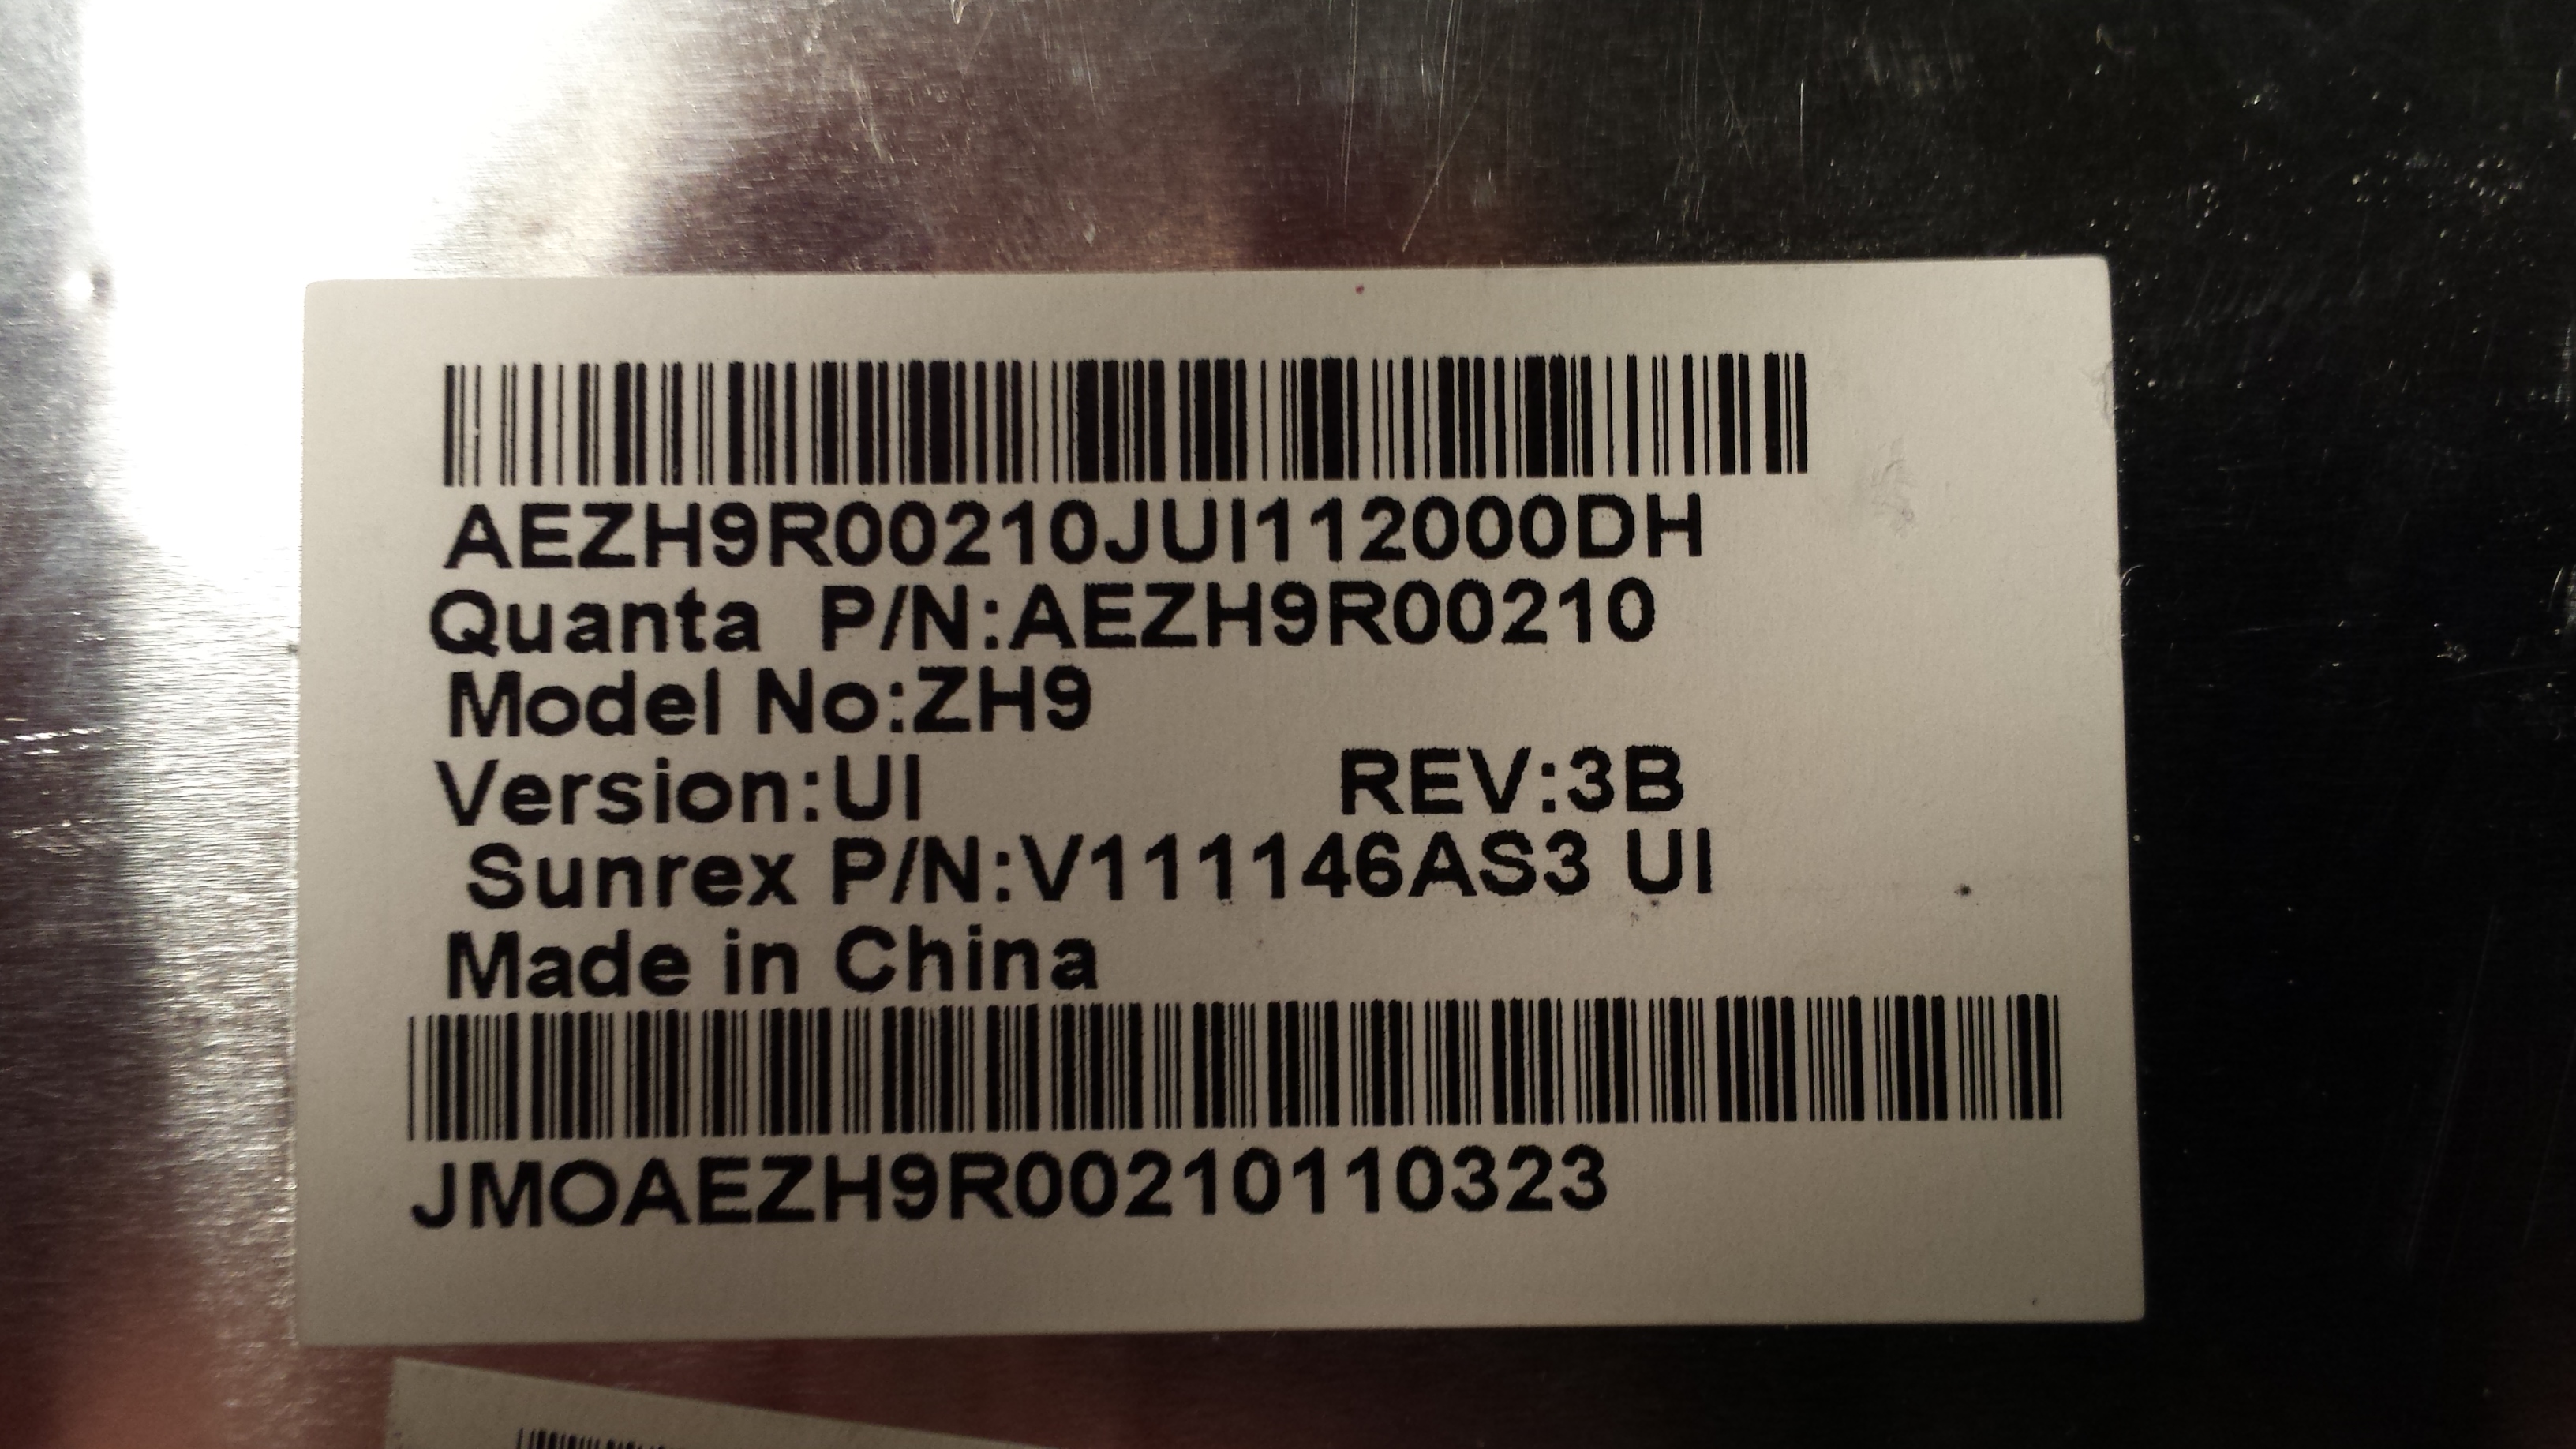 AEZH9R00210JUI112000DH
Quanta P/N:AEZH9R00210
Model No:ZH9
Version:UI REV:3B
Sunrex P/N:V111146AS3 UI
Made in China
JMOAEZH9R00210110323